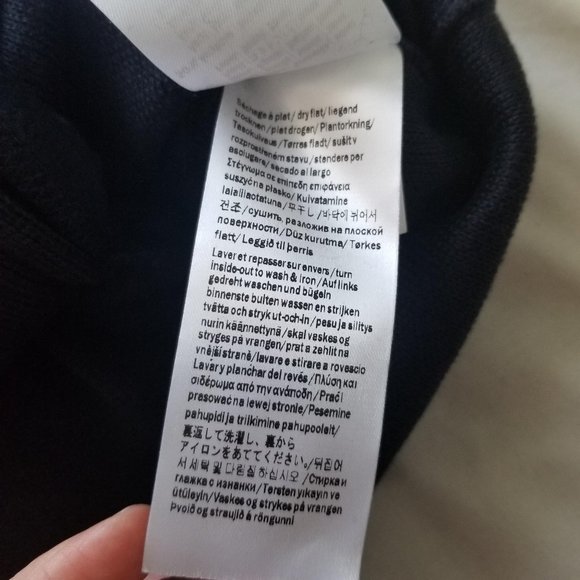 Séchage à plat/ dry flat/ liegend
trocknen/ plat drogen/ Plantorkning/
Tasokuivaus/Tørres fladt/ sušit v
rozprostřeném stavu/ stendere per
asciugare/ secado al largo
Στέγνωμα σε επίπεδη επιφάνεια
suszyć na płasko/ Kuivatamine
laialilaotatuna/平干し/바닥에 뉘어서
건조/сушить, разложив на плоской
поверхности/Düz kurutma/Tørkes
flatt/ Leggið til þerris
Laver et repasser sur envers/turn
inside-out to wash & iron/Auf links
gedreht waschen und bügeln
binnenste buiten wassen en strijken
tvätta och stryk ut-och-in/ pesu ja silitys
nurin käännettynä/skal vaskes og
stryges på vrangen/prat a žehlit na
vnější straně/lavare e stirare a rovescio
Lavar y planchar del revés/Πλύση και
σιδέρωμα από την ανάποδη/Prać i
prasować na lewej stronie/Pesemine
pahupidi ja triikimine pahupoolelt/
裏返して洗濯し、裏から
アイロンをあててください。/뒤집어
서 세탁 및 다림질 하십시오 /Стирка и
глажка с изнанки/Tersten yıkayın ve
ütüleyin/Vaskes og strykes på vrangen
Þvoið og straujið á röngunni